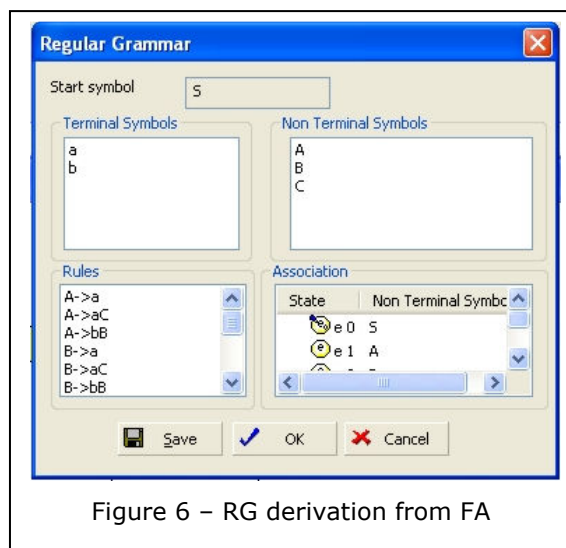 Regular Grammar
Start symbol S
Terminal Symbols
a
b
Non Terminal Symbols
A
B
C
Rules
A->a
A->aC
A->bB
B->a
B->aC
B->bB
Association
State Non Terminal Symbc
e 0 S
e 1 A
Save OK Cancel
Figure 6 – RG derivation from FA